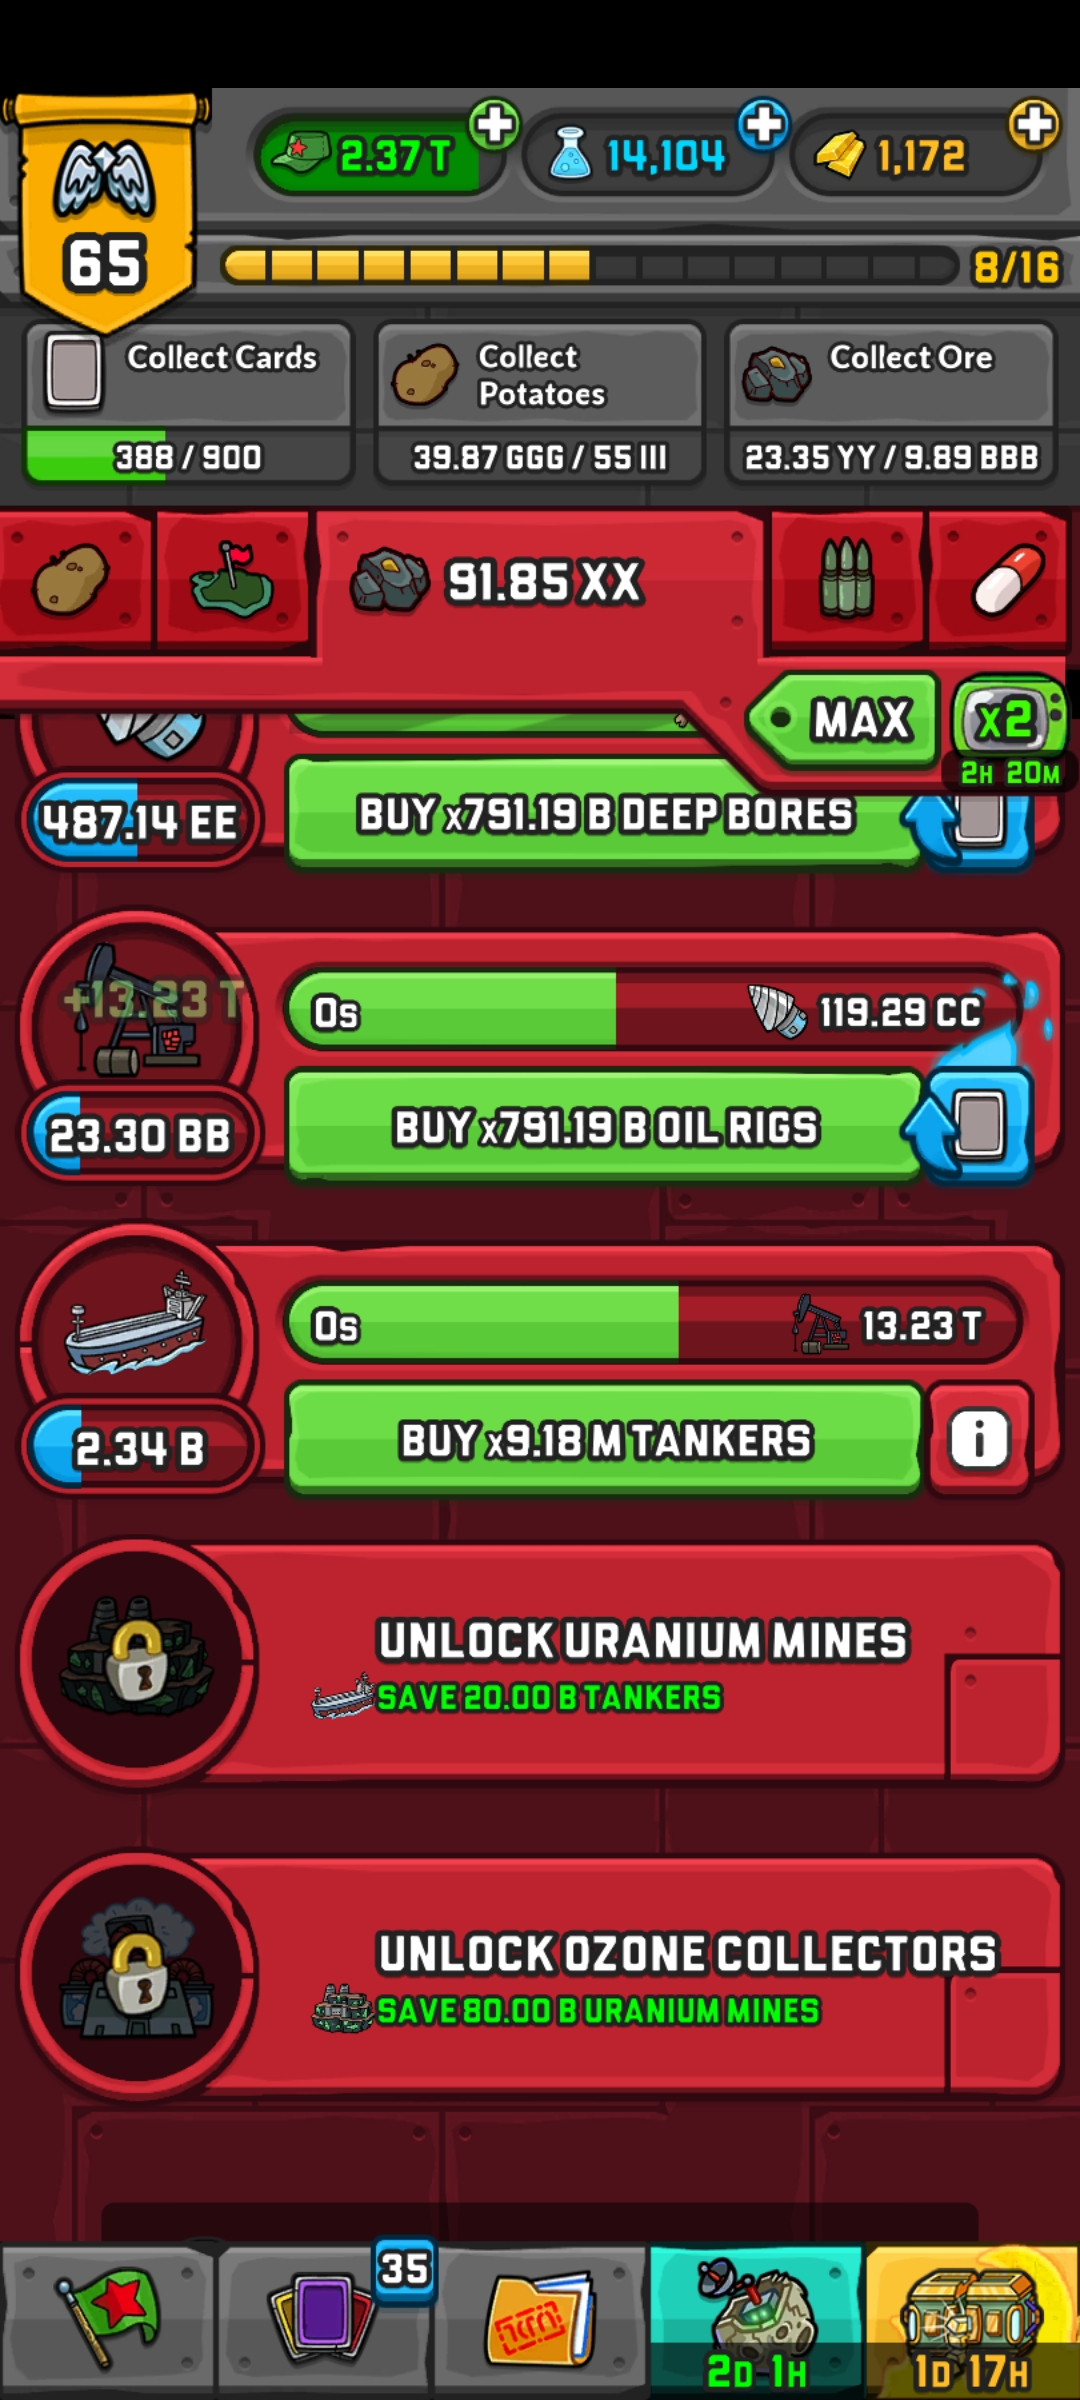 2.37 T
14,104
1,172
65
8/16
Collect Cards
388 / 900
Collect
Potatoes
39.87 GGG / 55 III
Collect Ore
23.35 YY / 9.89 BBB
91.85 XX
MAX
x2
2H 20M
487.14 EE
BUY x791.19 B DEEP BORES
+13.23 T
0s
119.29 CC
23.30 BB
BUY x791.19 B OIL RIGS
0s
13.23 T
2.34 B
BUY x9.18 M TANKERS
i
UNLOCK URANIUM MINES
SAVE 20.00 B TANKERS
UNLOCK OZONE COLLECTORS
SAVE 80.00 B URANIUM MINES
35
2D 1H
1D 17H